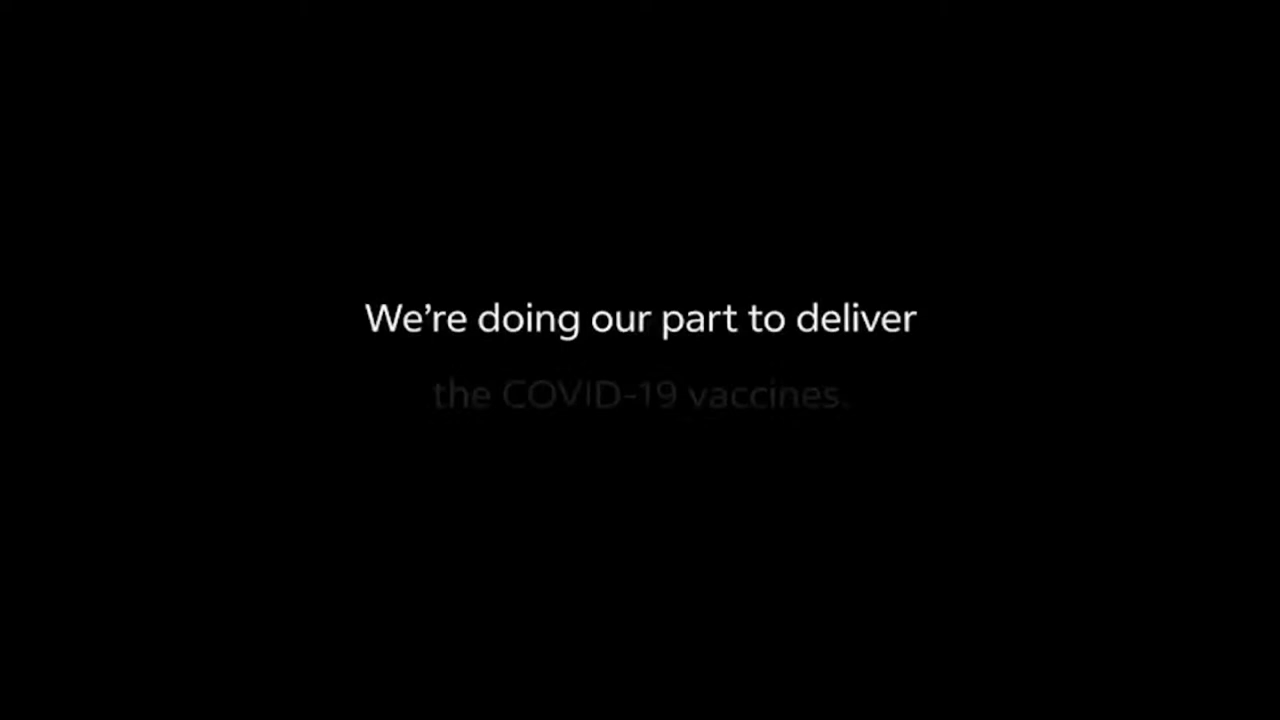 We’re doing our part to deliver
the COVID-19 vaccines.